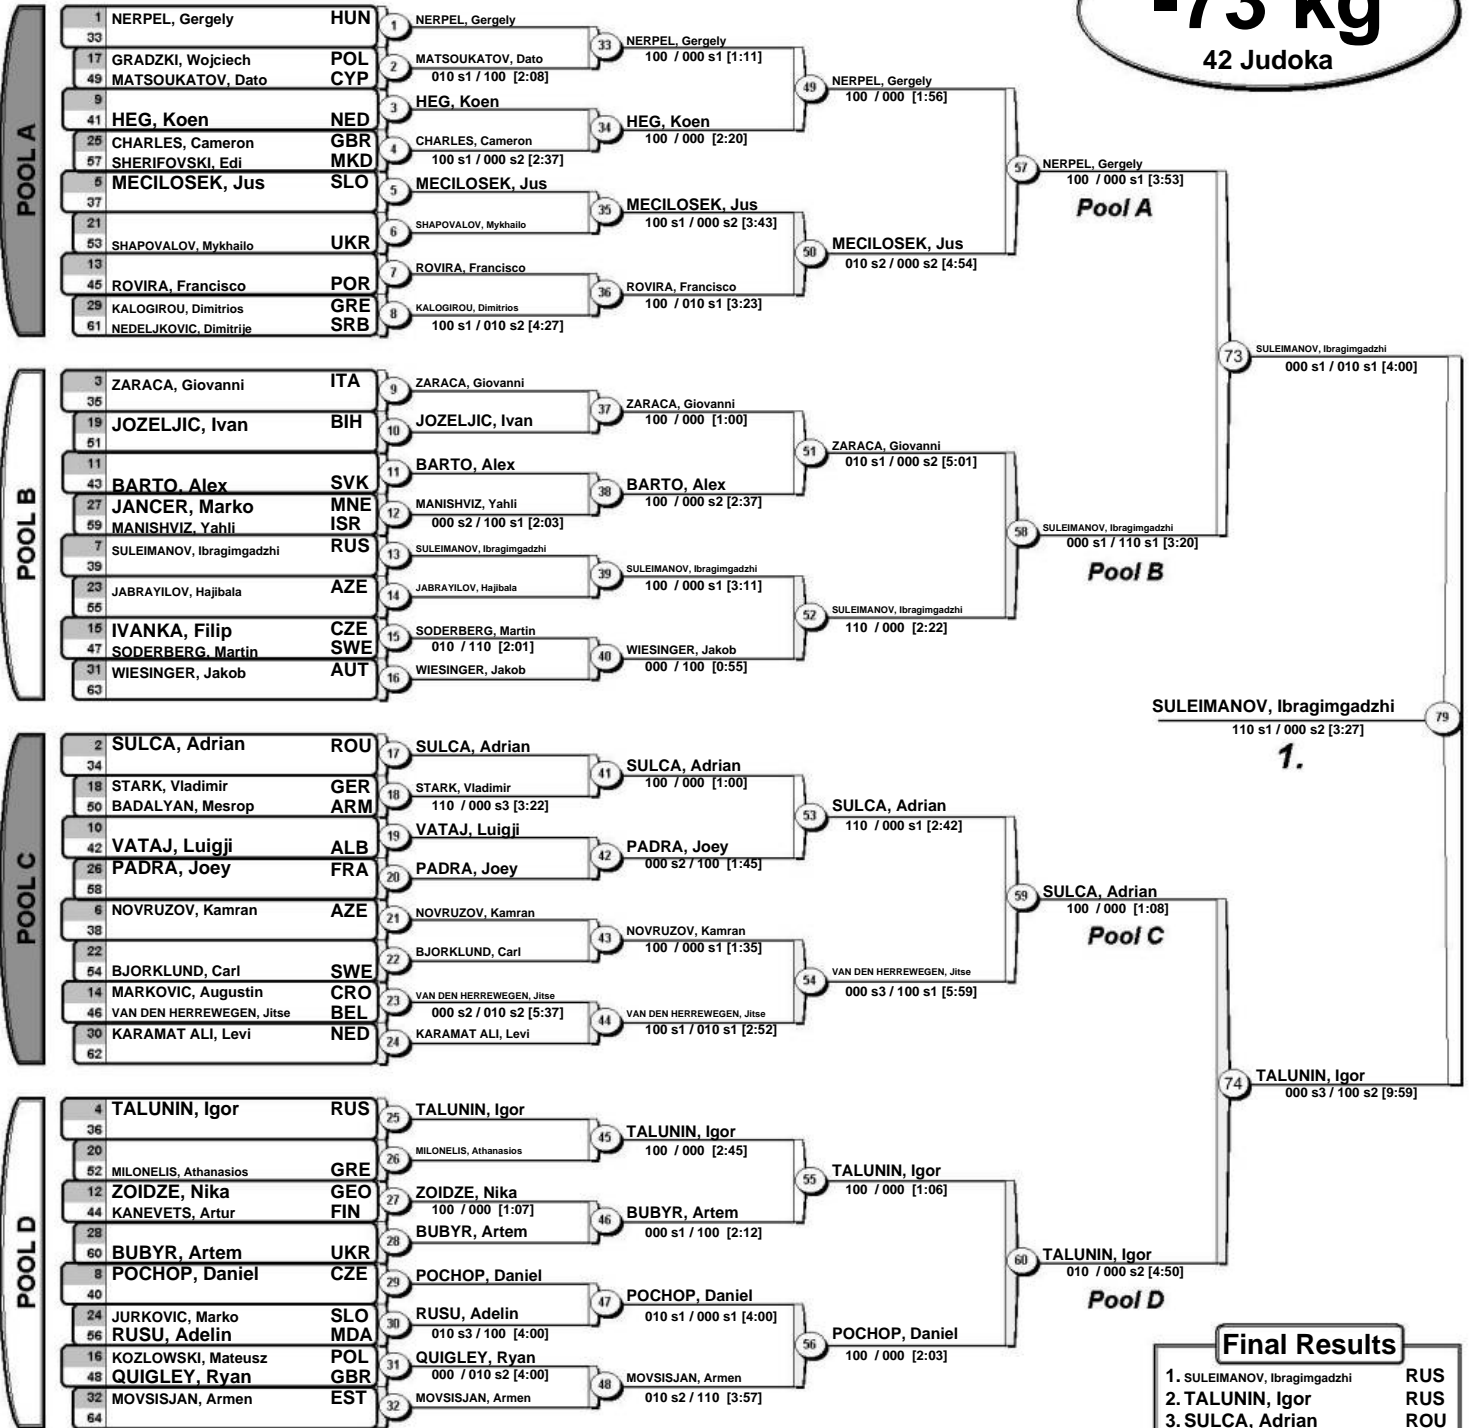 -73 kg
42 Judoka
POOL A
1 NERPEL, Gergely HUN
33
17 GRADZKI, Wojciech POL
49 MATSOUKATOV, Dato CYP
9
41 HEG, Koen NED
25 CHARLES, Cameron GBR
57 SHERIFOVSKI, Edi MKD
5 MECILOSEK, Jus SLO
37
21
53 SHAPOVALOV, Mykhailo UKR
13
45 ROVIRA, Francisco POR
29 KALOGIROU, Dimitrios GRE
61 NEDELJKOVIC, Dimitrije SRB
1 NERPEL, Gergely
2 MATSOUKATOV, Dato
010 s1 / 100 [2:08]
3 HEG, Koen
4 CHARLES, Cameron
100 s1 / 000 s2 [2:37]
5 MECILOSEK, Jus
6 SHAPOVALOV, Mykhailo
7 ROVIRA, Francisco
8 KALOGIROU, Dimitrios
100 s1 / 010 s2 [4:27]
33 NERPEL, Gergely
100 / 000 s1 [1:11]
34 HEG, Koen
100 / 000 [2:20]
35 MECILOSEK, Jus
100 s1 / 000 s2 [3:43]
36 ROVIRA, Francisco
100 / 010 s1 [3:23]
49 NERPEL, Gergely
100 / 000 [1:56]
50 MECILOSEK, Jus
010 s2 / 000 s2 [4:54]
57 NERPEL, Gergely
100 / 000 s1 [3:53]
Pool A
POOL B
3 ZARACA, Giovanni ITA
35
19 JOZELJIC, Ivan BIH
51
11
43 BARTO, Alex SVK
27 JANCER, Marko MNE
59 MANISHVIZ, Yahli ISR
7 SULEIMANOV, Ibragimgadzhi RUS
39
23 JABRAYILOV, Hajibala AZE
55
15 IVANKA, Filip CZE
47 SODERBERG, Martin SWE
31 WIESINGER, Jakob AUT
63
9 ZARACA, Giovanni
10 JOZELJIC, Ivan
11 BARTO, Alex
12 MANISHVIZ, Yahli
000 s2 / 100 s1 [2:03]
13 SULEIMANOV, Ibragimgadzhi
14 JABRAYILOV, Hajibala
15 SODERBERG, Martin
010 / 110 [2:01]
16 WIESINGER, Jakob
37 ZARACA, Giovanni
100 / 000 [1:00]
38 BARTO, Alex
100 / 000 s2 [2:37]
39 SULEIMANOV, Ibragimgadzhi
100 / 000 s1 [3:11]
40 WIESINGER, Jakob
000 / 100 [0:55]
51 ZARACA, Giovanni
010 s1 / 000 s2 [5:01]
52 SULEIMANOV, Ibragimgadzhi
110 / 000 [2:22]
58 SULEIMANOV, Ibragimgadzhi
000 s1 / 110 s1 [3:20]
Pool B
73 SULEIMANOV, Ibragimgadzhi
000 s1 / 010 s1 [4:00]
SULEIMANOV, Ibragimgadzhi 79
110 s1 / 000 s2 [3:27]
1.
POOL C
2 SULCA, Adrian ROU
34
18 STARK, Vladimir GER
50 BADALYAN, Mesrop ARM
10
42 VATAJ, Luigji ALB
26 PADRA, Joey FRA
58
6 NOVRUZOV, Kamran AZE
38
22
54 BJORKLUND, Carl SWE
14 MARKOVIC, Augustin CRO
46 VAN DEN HERREWEGEN, Jitse BEL
30 KARAMAT ALI, Levi NED
62
17 SULCA, Adrian
18 STARK, Vladimir
110 / 000 s3 [3:22]
19 VATAJ, Luigji
20 PADRA, Joey
21 NOVRUZOV, Kamran
22 BJORKLUND, Carl
23 VAN DEN HERREWEGEN, Jitse
000 s2 / 010 s2 [5:37]
24 KARAMAT ALI, Levi
41 SULCA, Adrian
100 / 000 [1:00]
42 PADRA, Joey
000 s2 / 100 [1:45]
43 NOVRUZOV, Kamran
100 / 000 s1 [1:35]
44 VAN DEN HERREWEGEN, Jitse
100 s1 / 010 s1 [2:52]
53 SULCA, Adrian
110 / 000 s1 [2:42]
54 VAN DEN HERREWEGEN, Jitse
000 s3 / 100 s1 [5:59]
59 SULCA, Adrian
100 / 000 [1:08]
Pool C
74 TALUNIN, Igor
000 s3 / 100 s2 [9:59]
POOL D
4 TALUNIN, Igor RUS
36
20
52 MILONELIS, Athanasios GRE
12 ZOIDZE, Nika GEO
44 KANEVETS, Artur FIN
28
60 BUBYR, Artem UKR
8 POCHOP, Daniel CZE
40
24 JURKOVIC, Marko SLO
56 RUSU, Adelin MDA
16 KOZLOWSKI, Mateusz POL
48 QUIGLEY, Ryan GBR
32 MOVSISJAN, Armen EST
64
25 TALUNIN, Igor
26 MILONELIS, Athanasios
27 ZOIDZE, Nika
100 / 000 [1:07]
28 BUBYR, Artem
29 POCHOP, Daniel
30 RUSU, Adelin
010 s3 / 100 [4:00]
31 QUIGLEY, Ryan
000 / 010 s2 [4:00]
32 MOVSISJAN, Armen
45 TALUNIN, Igor
100 / 000 [2:45]
46 BUBYR, Artem
000 s1 / 100 [2:12]
47 POCHOP, Daniel
010 s1 / 000 s1 [4:00]
48 MOVSISJAN, Armen
010 s2 / 110 [3:57]
55 TALUNIN, Igor
100 / 000 [1:06]
56 POCHOP, Daniel
100 / 000 [2:03]
60 TALUNIN, Igor
010 / 000 s2 [4:50]
Pool D
Final Results
1. SULEIMANOV, Ibragimgadzhi RUS
2. TALUNIN, Igor RUS
3. SULCA, Adrian ROU